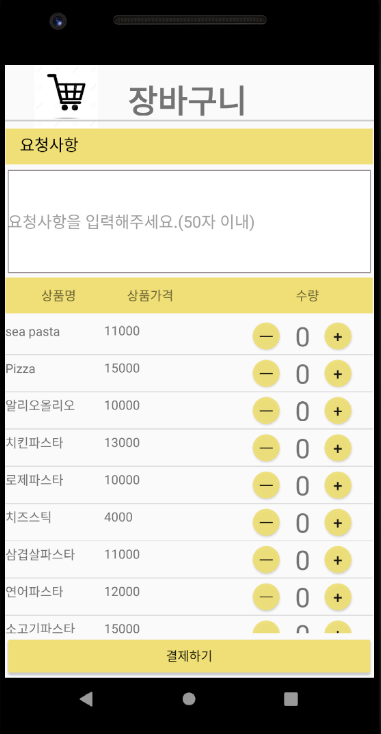 장바구니
요청사항
요청사항을 입력해주세요.(50자 이내)
상품명 상품가격 수량
sea pasta 11000 — 0 +
Pizza 15000 — 0 +
알리오올리오 10000 — 0 +
치킨파스타 13000 — 0 +
로제파스타 10000 — 0 +
치즈스틱 4000 — 0 +
삼겹살파스타 11000 — 0 +
연어파스타 12000 — 0 +
소고기파스타 15000 — 0 +
결제하기